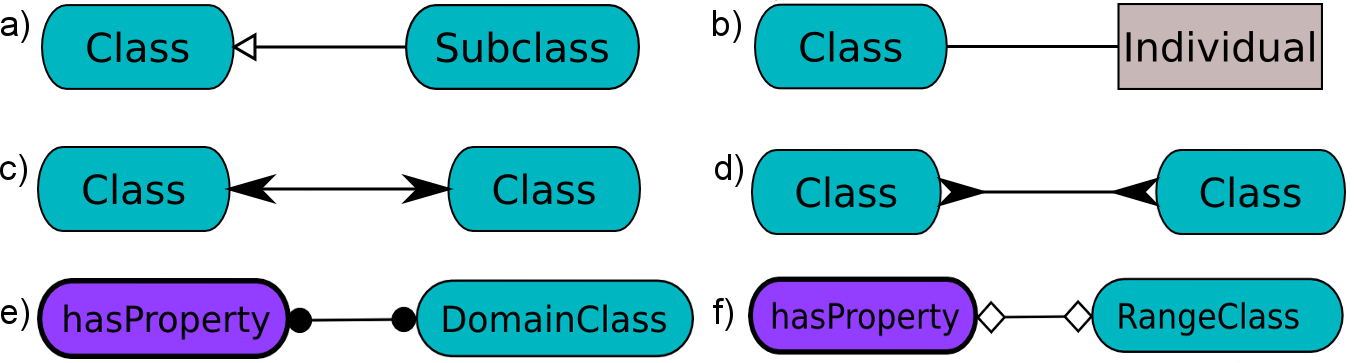 a) Class Subclass b) Class Individual
c) Class Class d) Class Class
e) hasProperty DomainClass f) hasProperty RangeClass